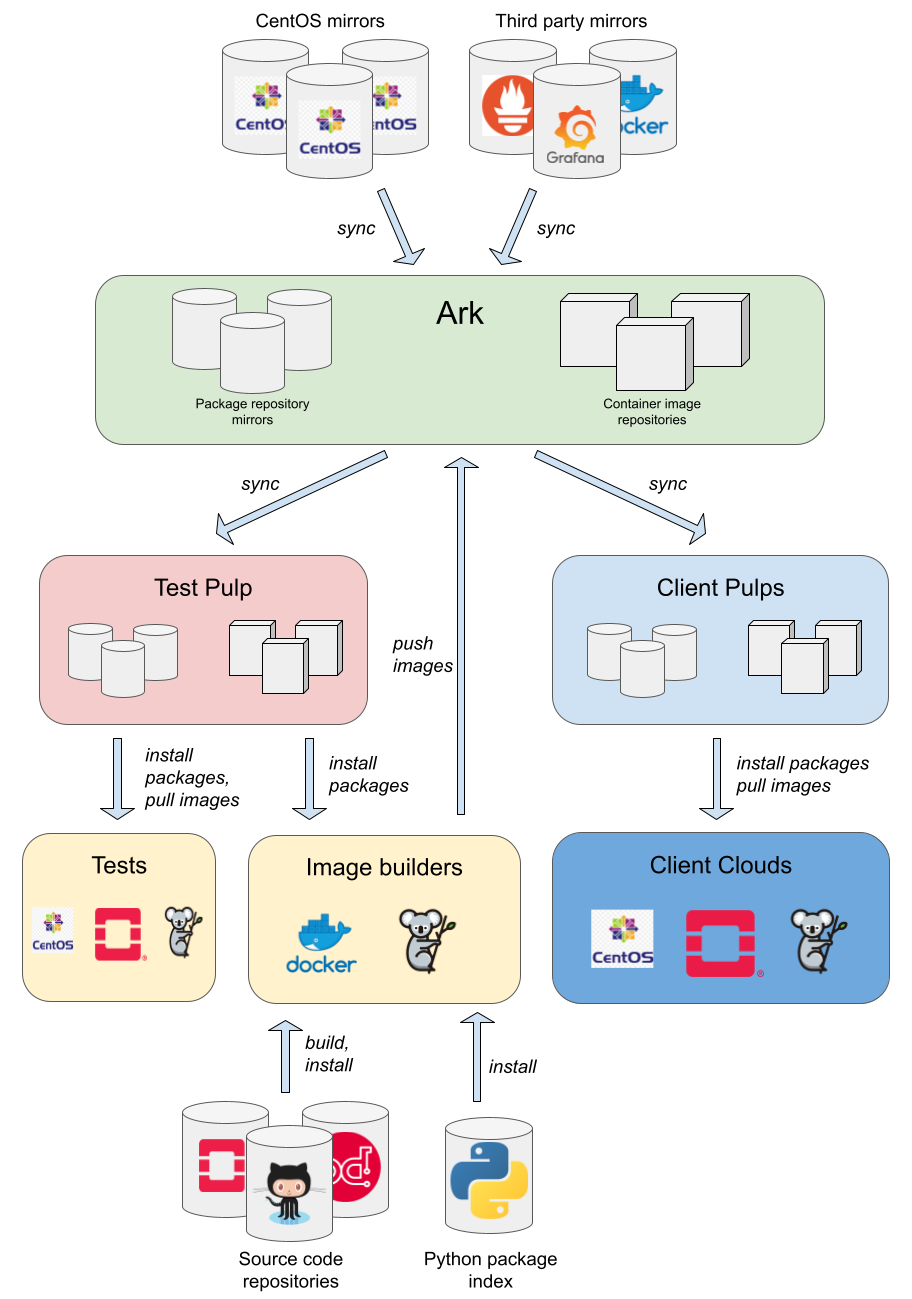 CentOS mirrors
Third party mirrors
CentOS
CentOS
CentOS
Grafana
docker
sync
sync
Ark
Package repository
mirrors
Container image
repositories
sync
sync
Test Pulp
Client Pulps
push
images
install
packages,
pull images
install
packages
install packages
pull images
Tests
Image builders
Client Clouds
CentOS
®
docker
CentOS
®
build,
install
install
Source code
repositories
Python package
index